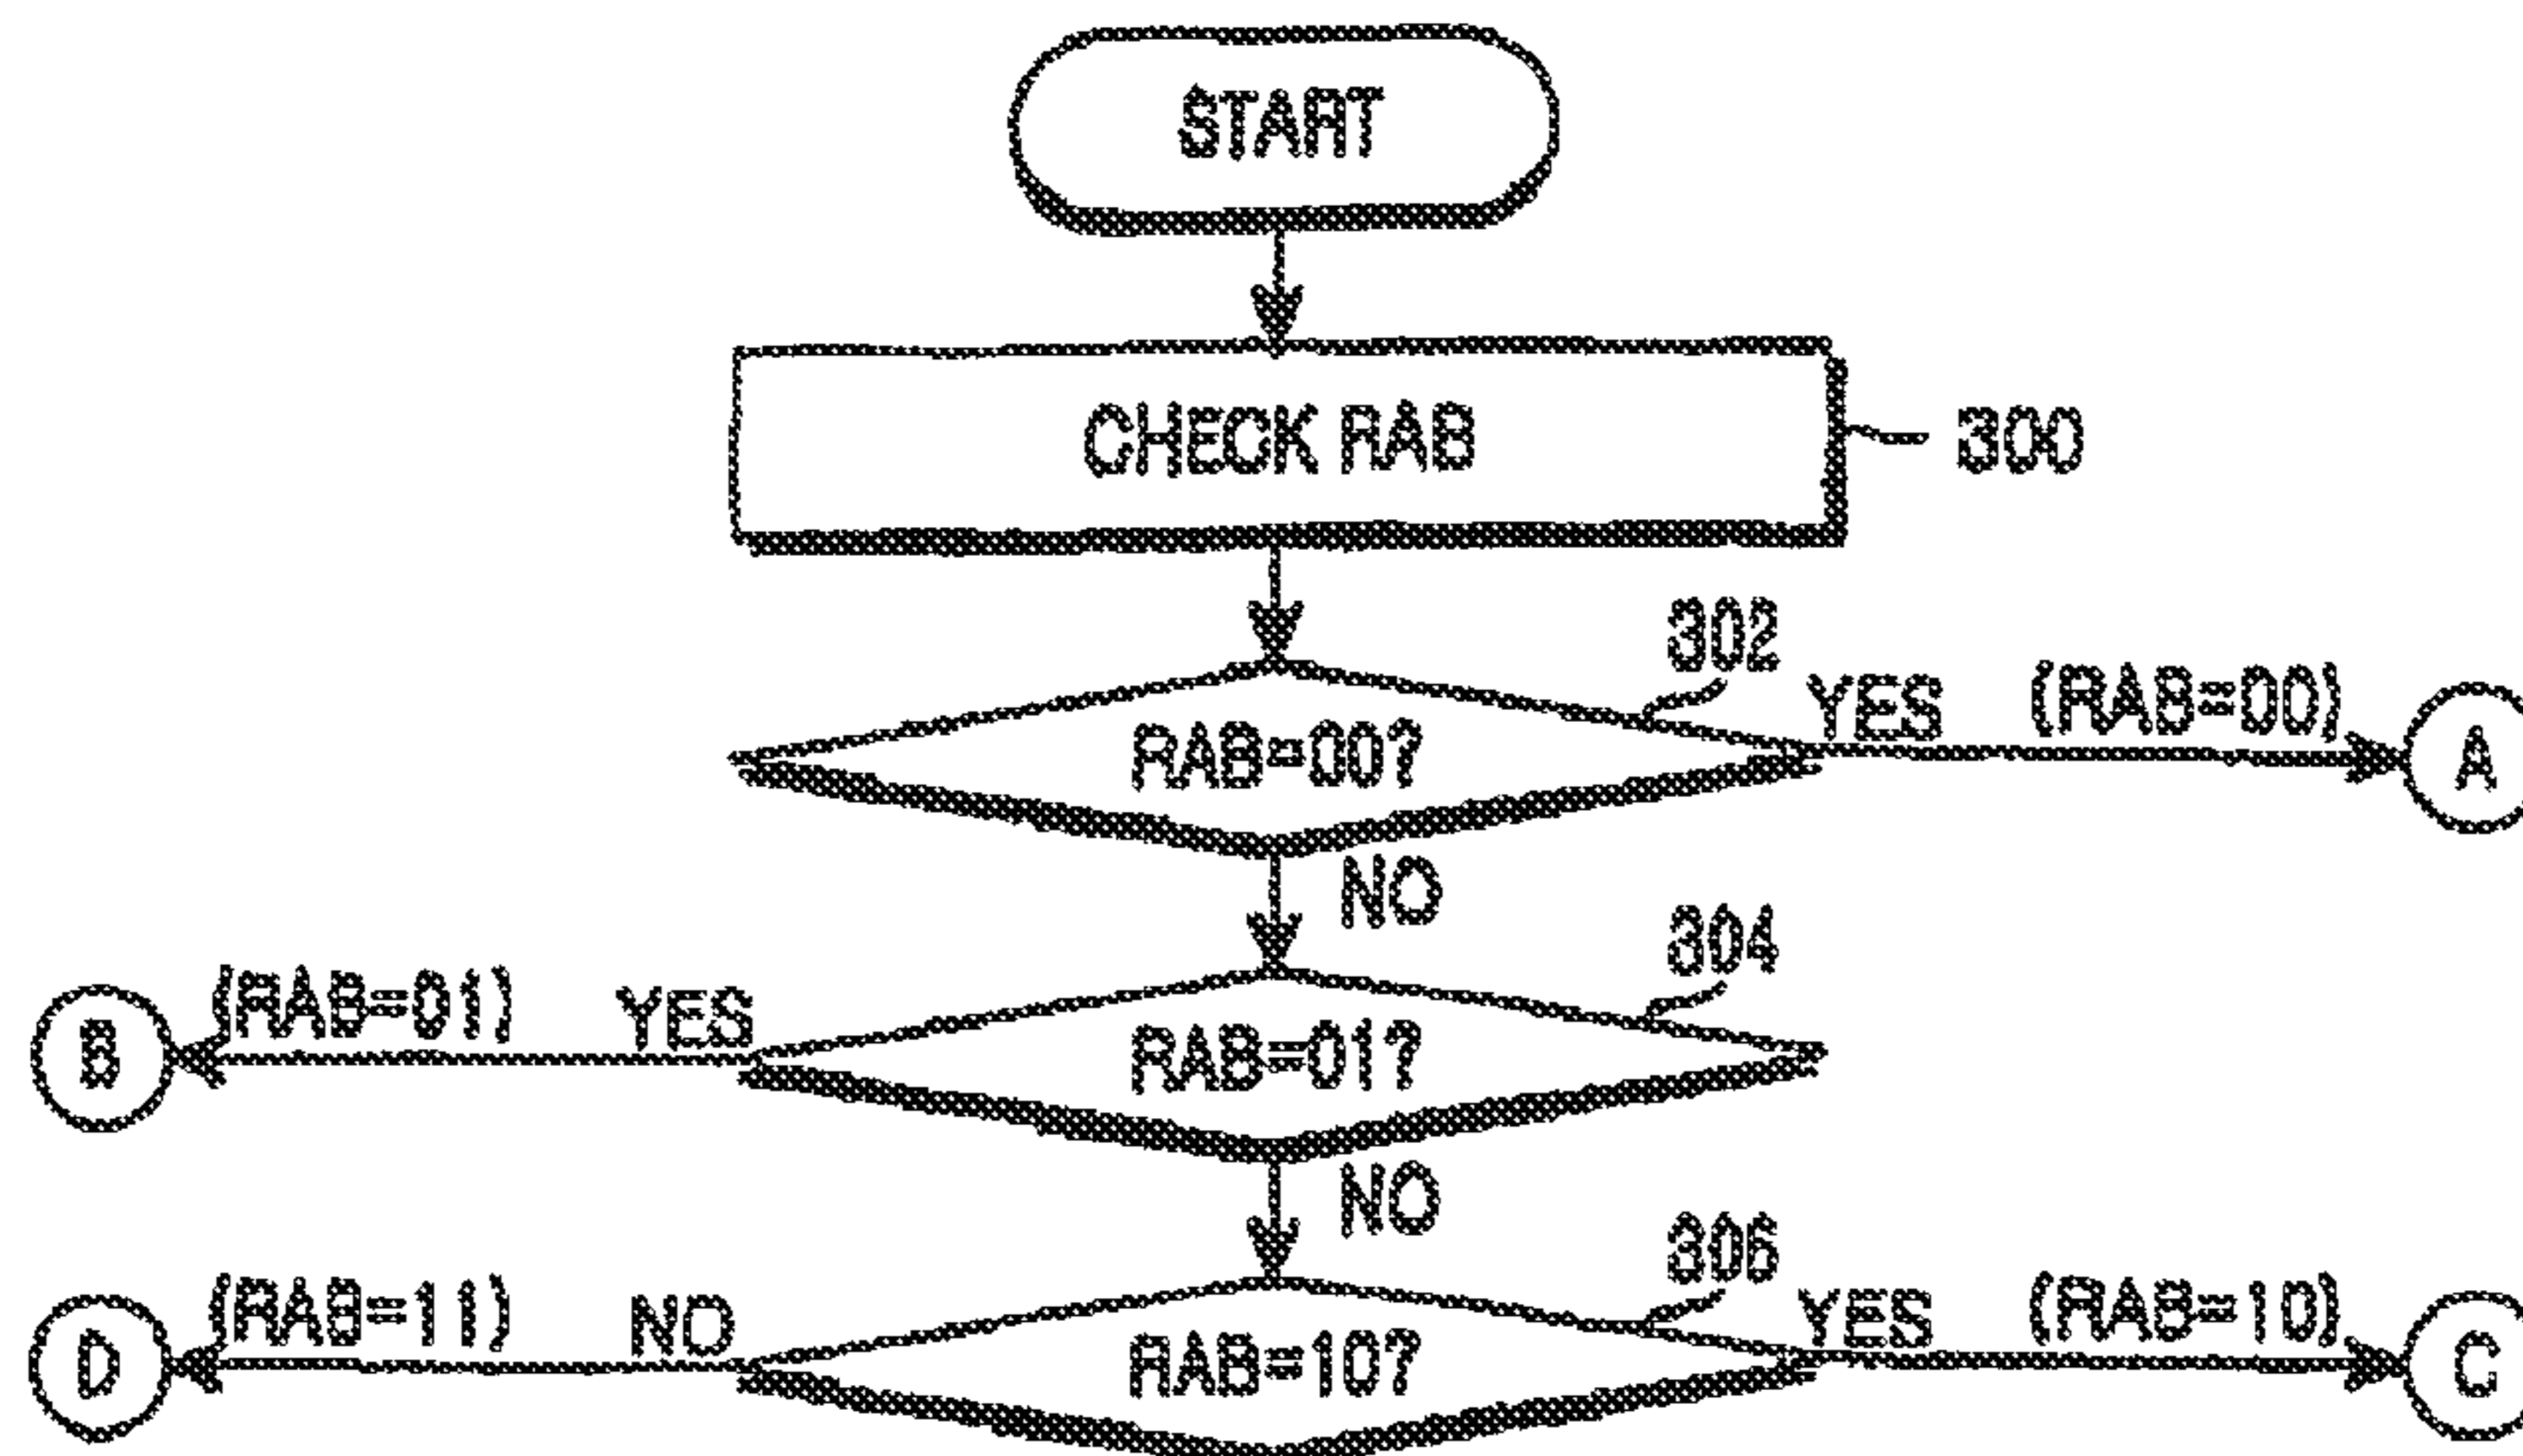 START
CHECK RAB
300
302
RAB=00?
YES (RAB=00)
A
NO
304
B
(RAB=01) YES
RAB=01?
NO
306
D
(RAB=11) NO
RAB=10?
YES (RAB=10)
C